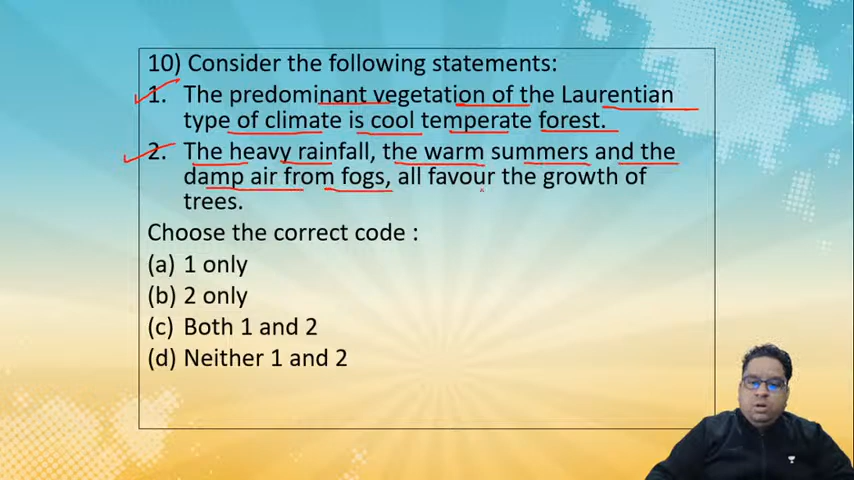 10) Consider the following statements:
1. The predominant vegetation of the Laurentian
type of climate is cool temperate forest.
2. The heavy rainfall, the warm summers and the
damp air from fogs, all favour the growth of
trees.
Choose the correct code :
(a) 1 only
(b) 2 only
(c) Both 1 and 2
(d) Neither 1 and 2